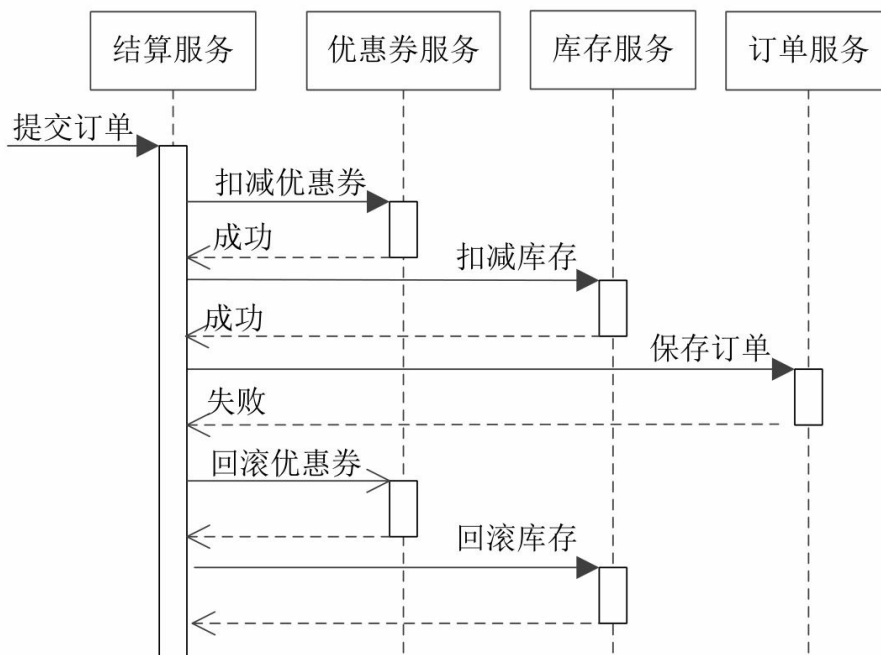 结算服务
优惠券服务
库存服务
订单服务
提交订单
扣减优惠券
成功
扣减库存
成功
保存订单
失败
回滚优惠券
回滚库存